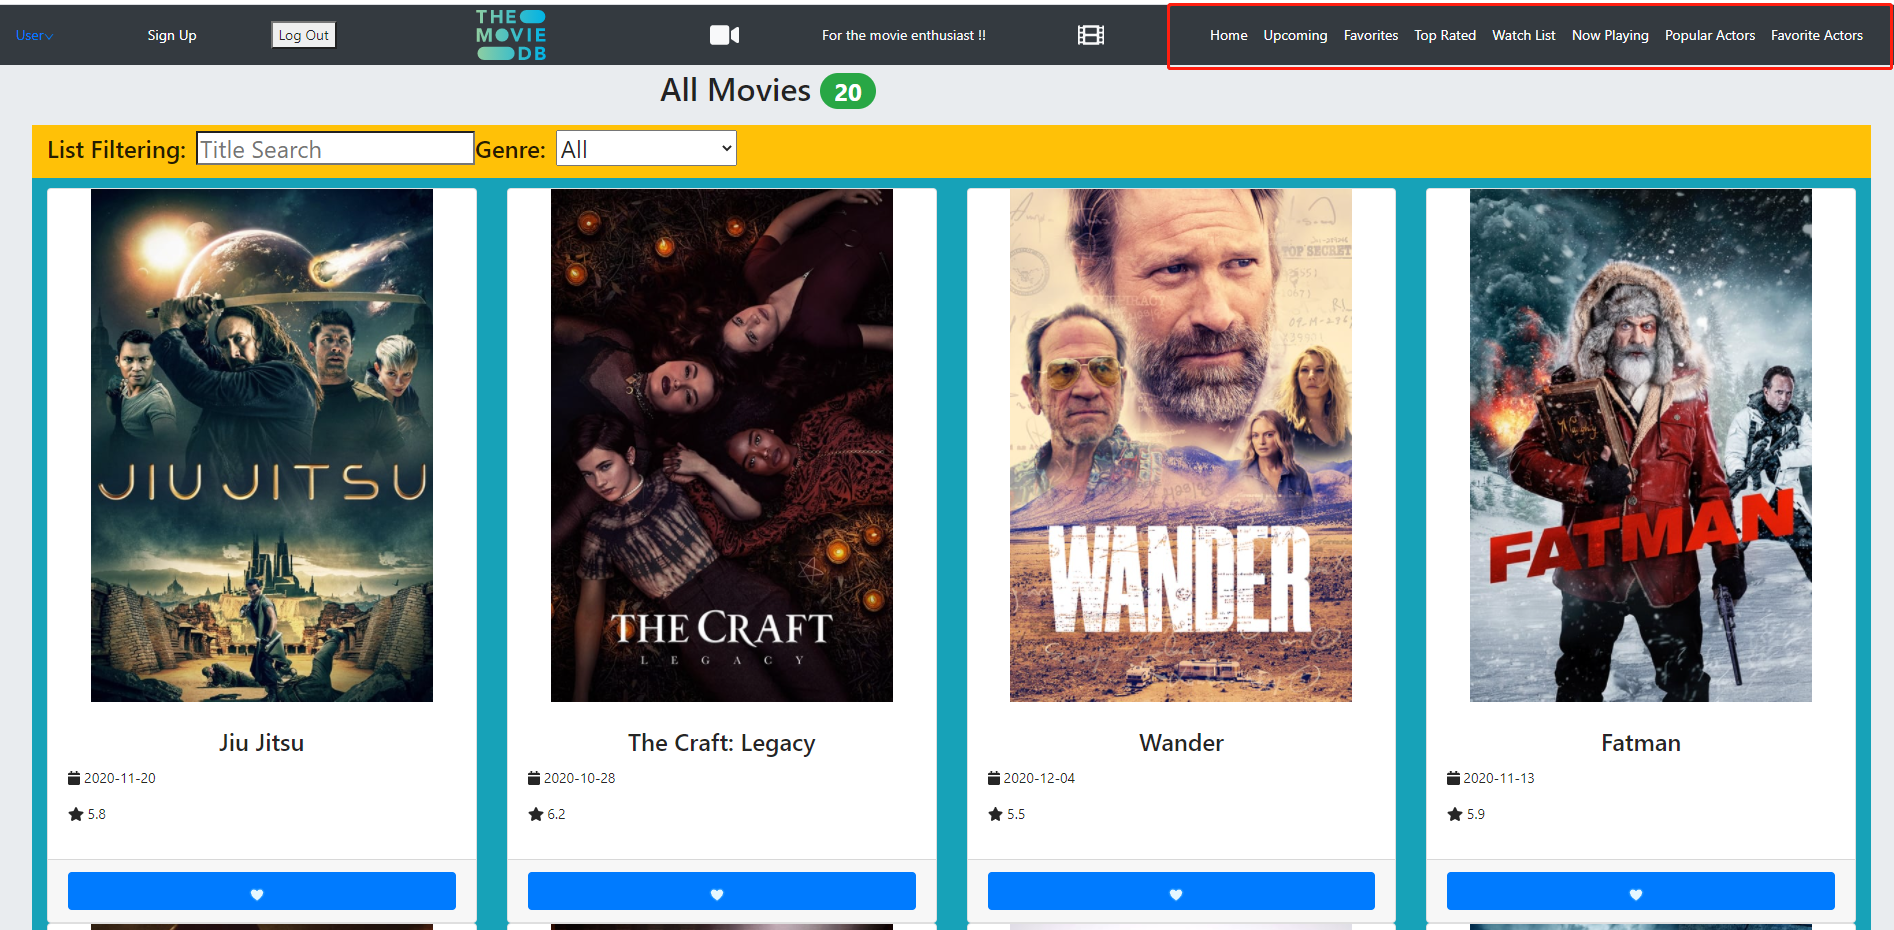 User
Sign Up
Log Out
THE MOVIE DB
For the movie enthusiast !!
Home
Upcoming
Favorites
Top Rated
Watch List
Now Playing
Popular Actors
Favorite Actors
All Movies 20
List Filtering: Title Search Genre: All
JIU JITSU
THE CRAFT
LEGACY
TOP SECRET
CONSPIRACY
WANDER
FATMAN
Jiu Jitsu
2020-11-20
5.8
The Craft: Legacy
2020-10-28
6.2
Wander
2020-12-04
5.5
Fatman
2020-11-13
5.9